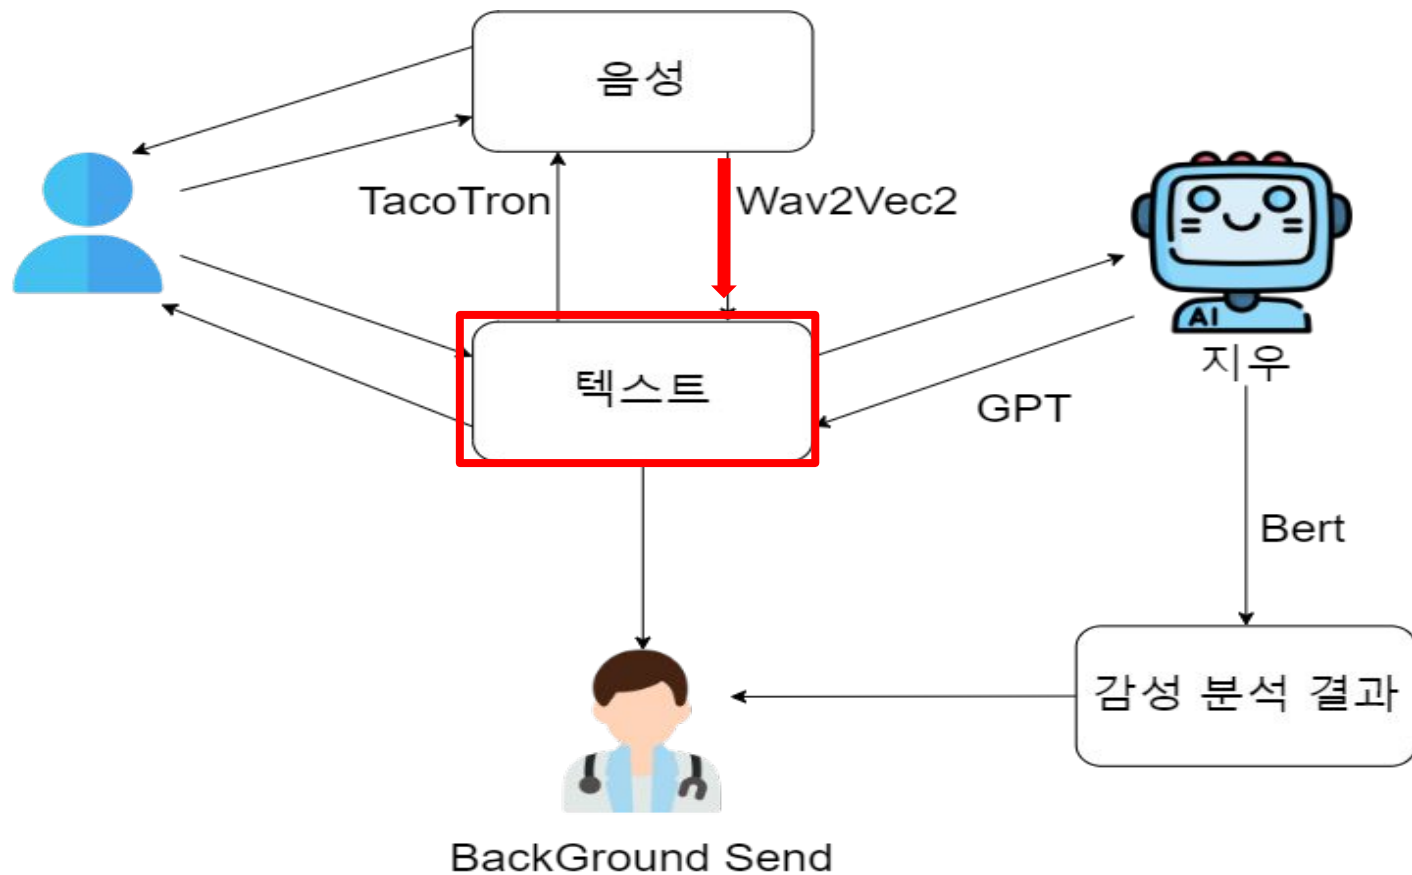 음성
TacoTron
Wav2Vec2
텍스트
AI
지우
GPT
Bert
감성 분석 결과
BackGround Send